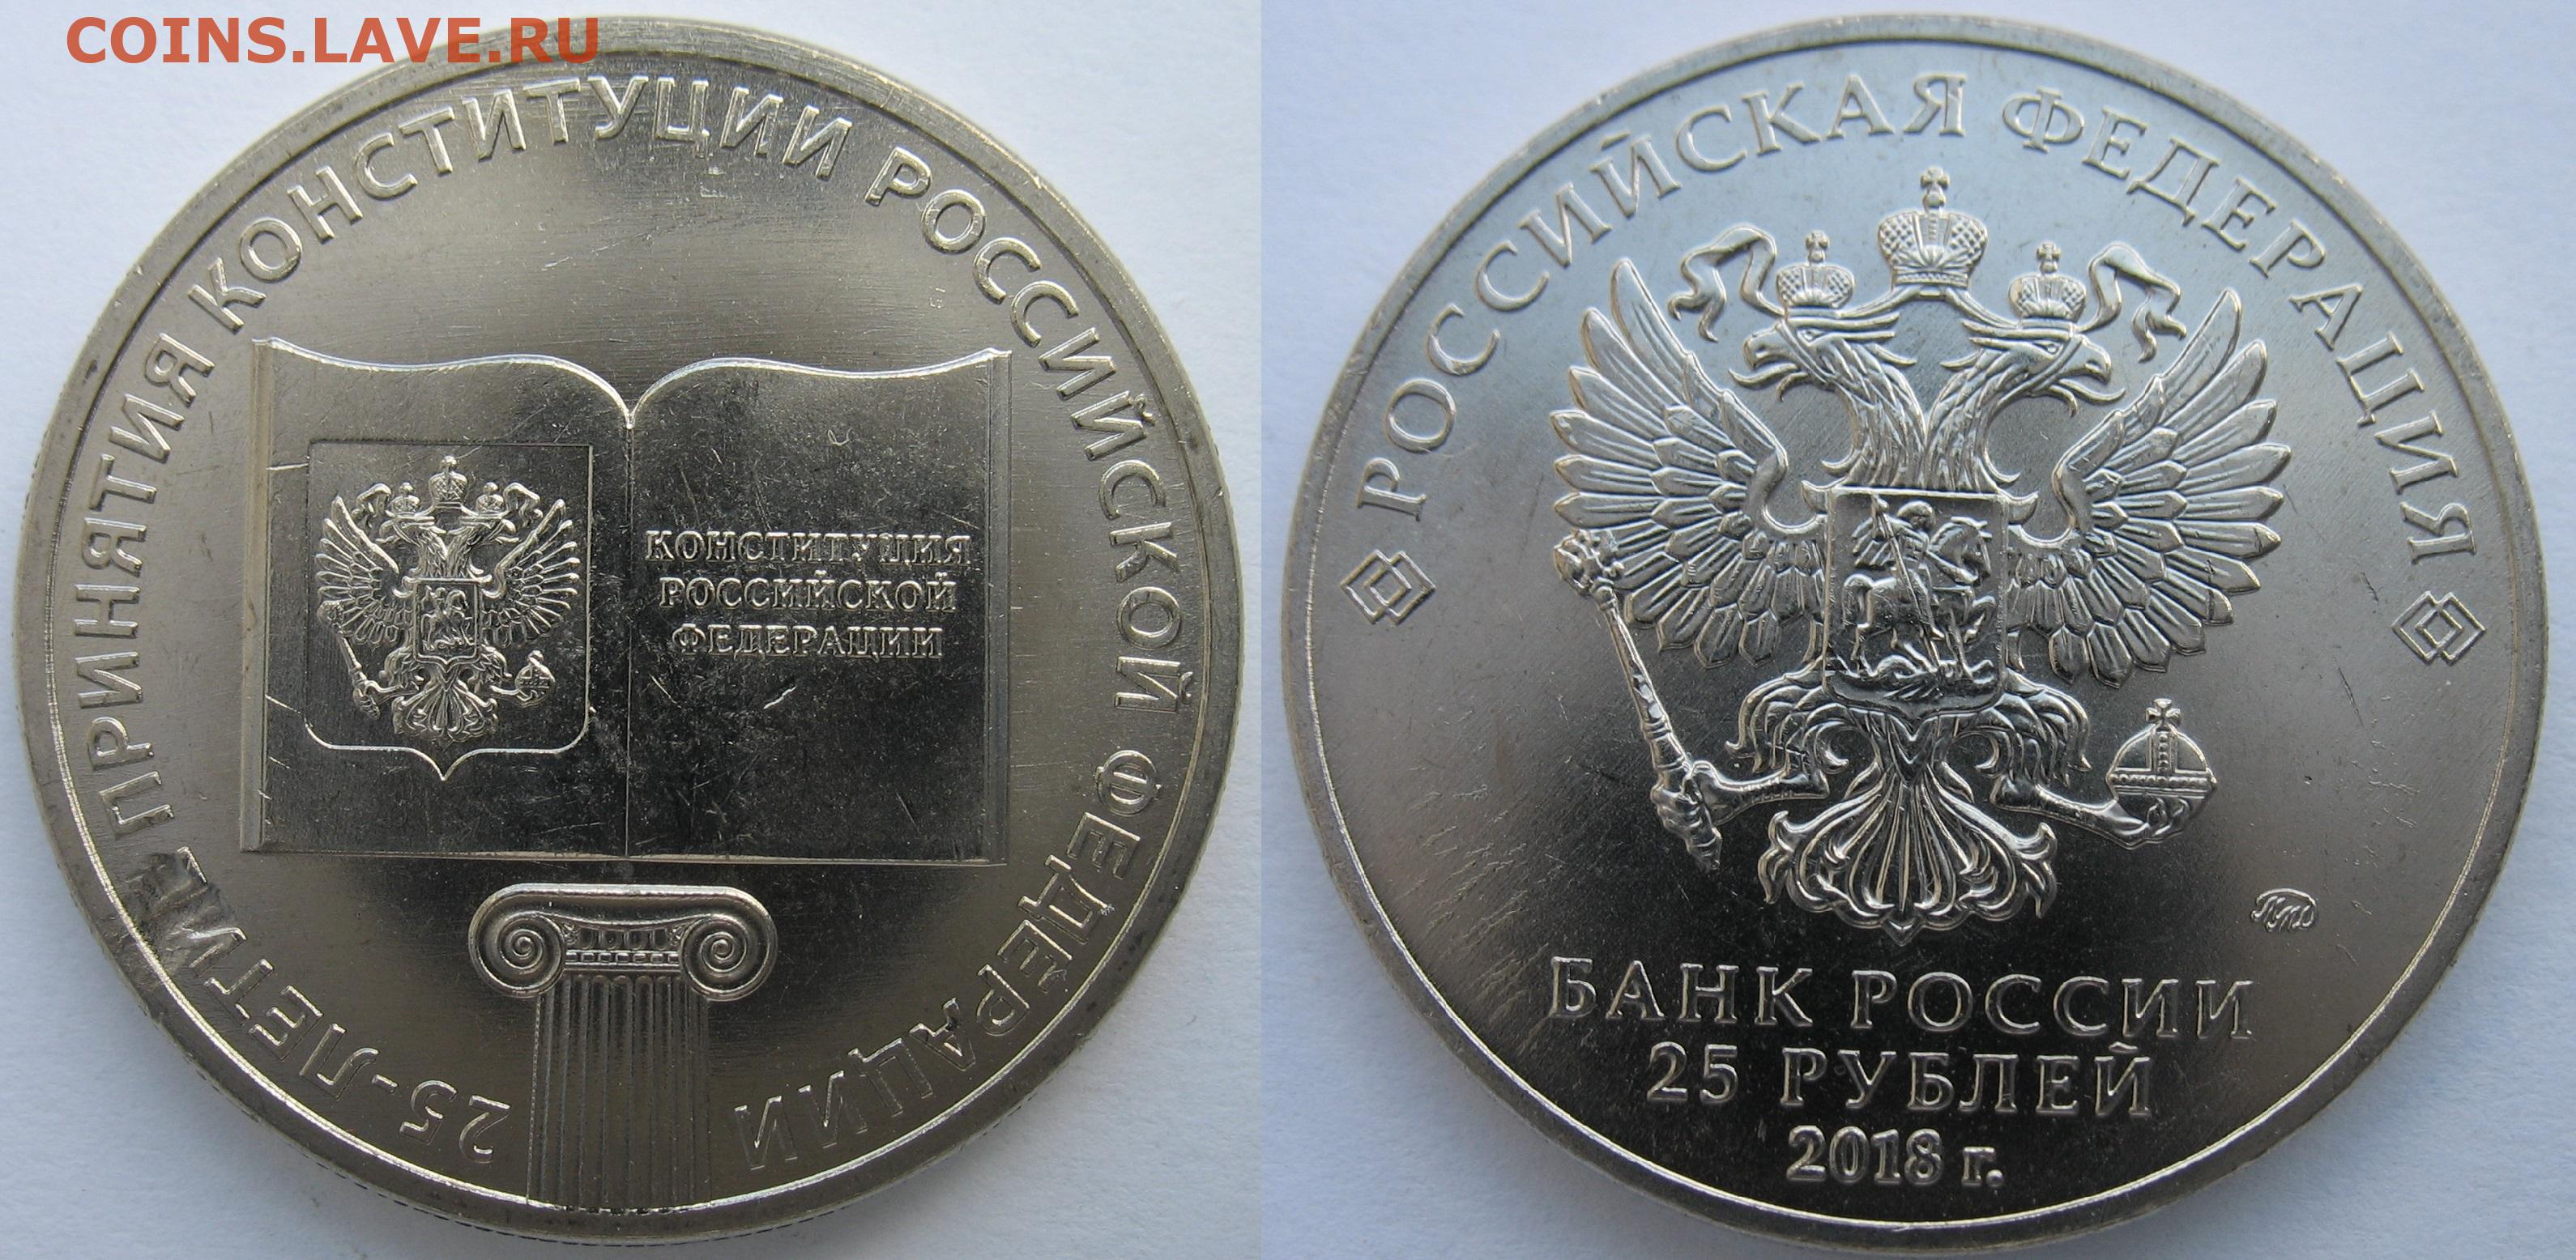 COINS.LAVE.RU
25-ЛЕТИЕ ПРИНЯТИЯ КОНСТИТУЦИИ РОССИЙСКОЙ ФЕДЕРАЦИИ
КОНСТИТУЦИЯ
РОССИЙСКОЙ
ФЕДЕРАЦИИ
РОССИЙСКАЯ ФЕДЕРАЦИЯ
ММД
БАНК РОССИИ
25 РУБЛЕЙ
2018 г.